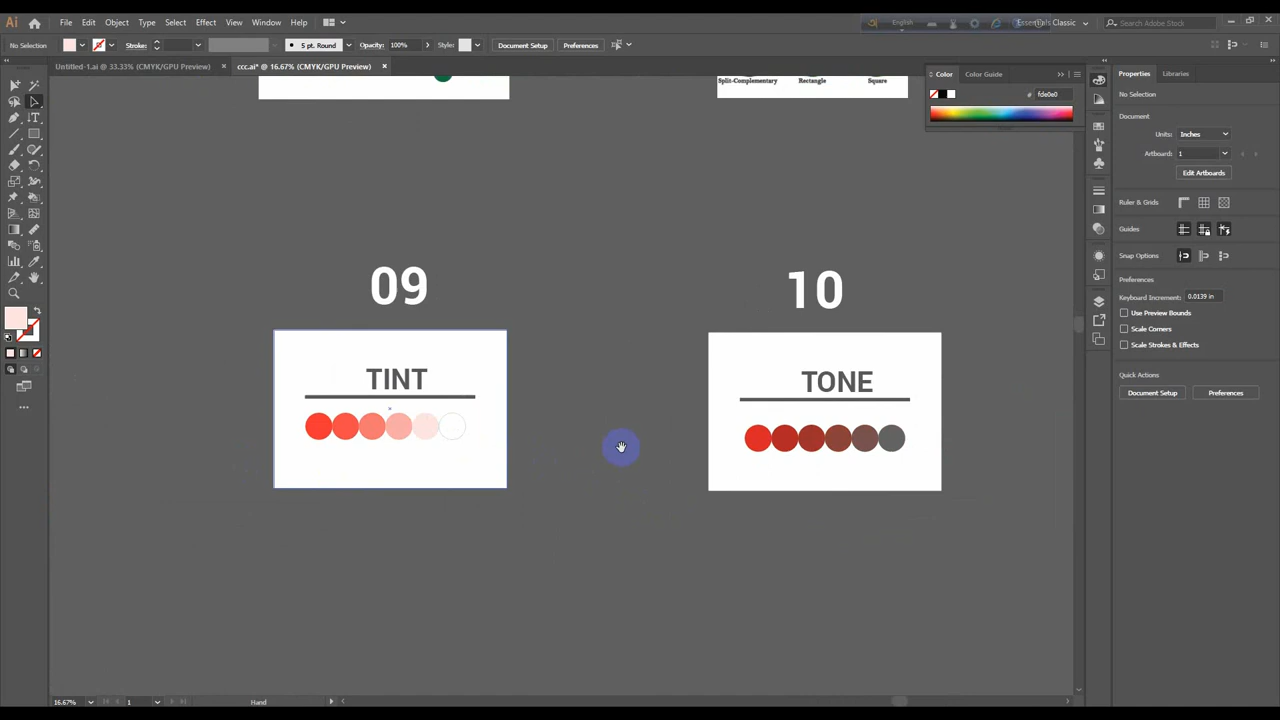 Ai File Edit Object Type Select Effect View Window Help English Essentials Classic Search Adobe Stock
No Selection Stroke: 5 pt. Round Opacity: 100% Style: Document Setup Preferences
Untitled-1.ai @ 33.33% (CMYK/GPU Preview) × ccc.ai* @ 16.67% (CMYK/GPU Preview) ×
Color Color Guide
# fde0e0
Split-Complementary Rectangle Square
Properties Libraries
No Selection
Document
Units: Inches
Artboard: 1
Edit Artboards
Ruler & Grids
Guides
Snap Options
Preferences
Keyboard Increment: 0.0139 in
Use Preview Bounds
Scale Corners
Scale Strokes & Effects
Quick Actions
Document Setup Preferences
09
TINT
10
TONE
16.67% 1 Hand